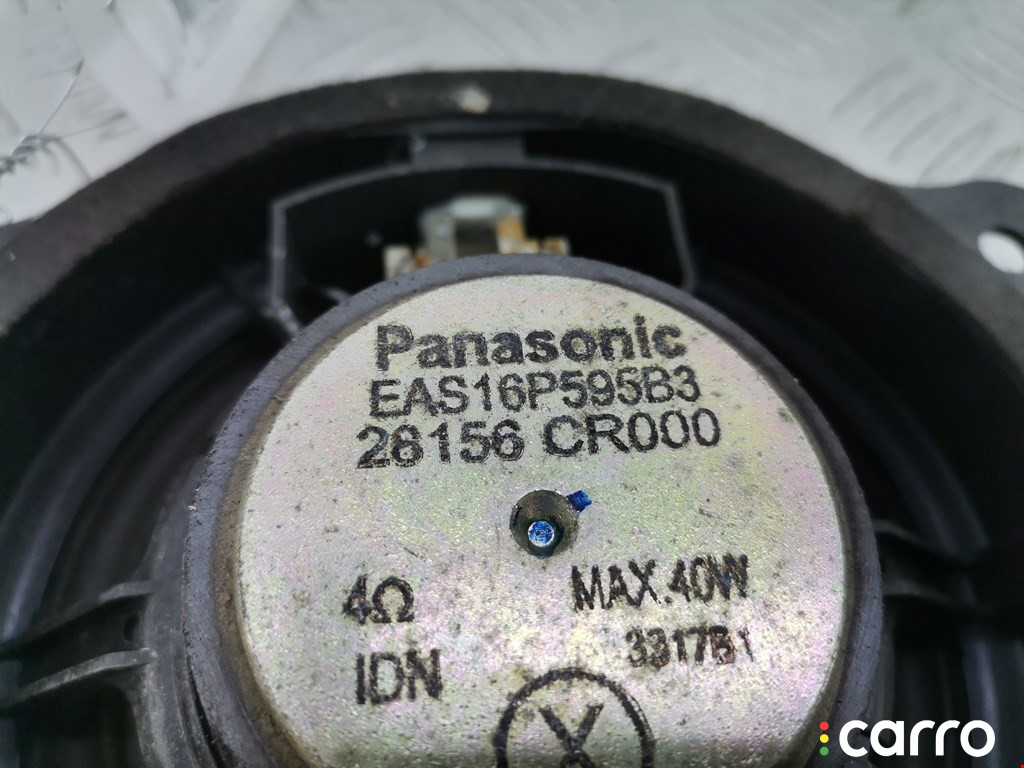 Panasonic
EAS16P595B3
28156 CR000
4Ω MAX.40W
3317B1
IDN
X
carro